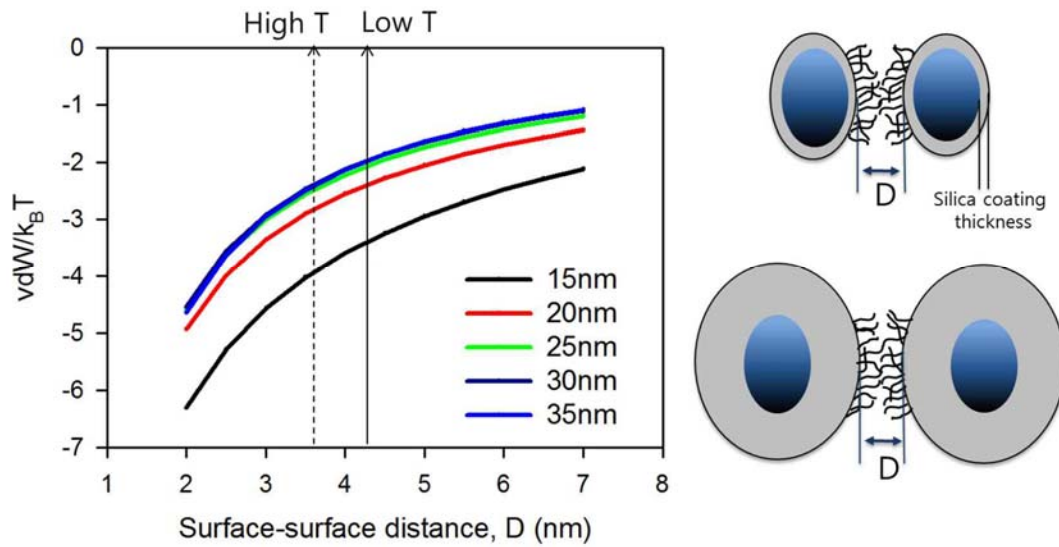 High T
Low T
0
-1
-2
-3
-4
-5
-6
-7
vdW/k_BT
1 2 3 4 5 6 7 8
Surface-surface distance, D (nm)
15nm
20nm
25nm
30nm
35nm
D
Silica coating
thickness
D